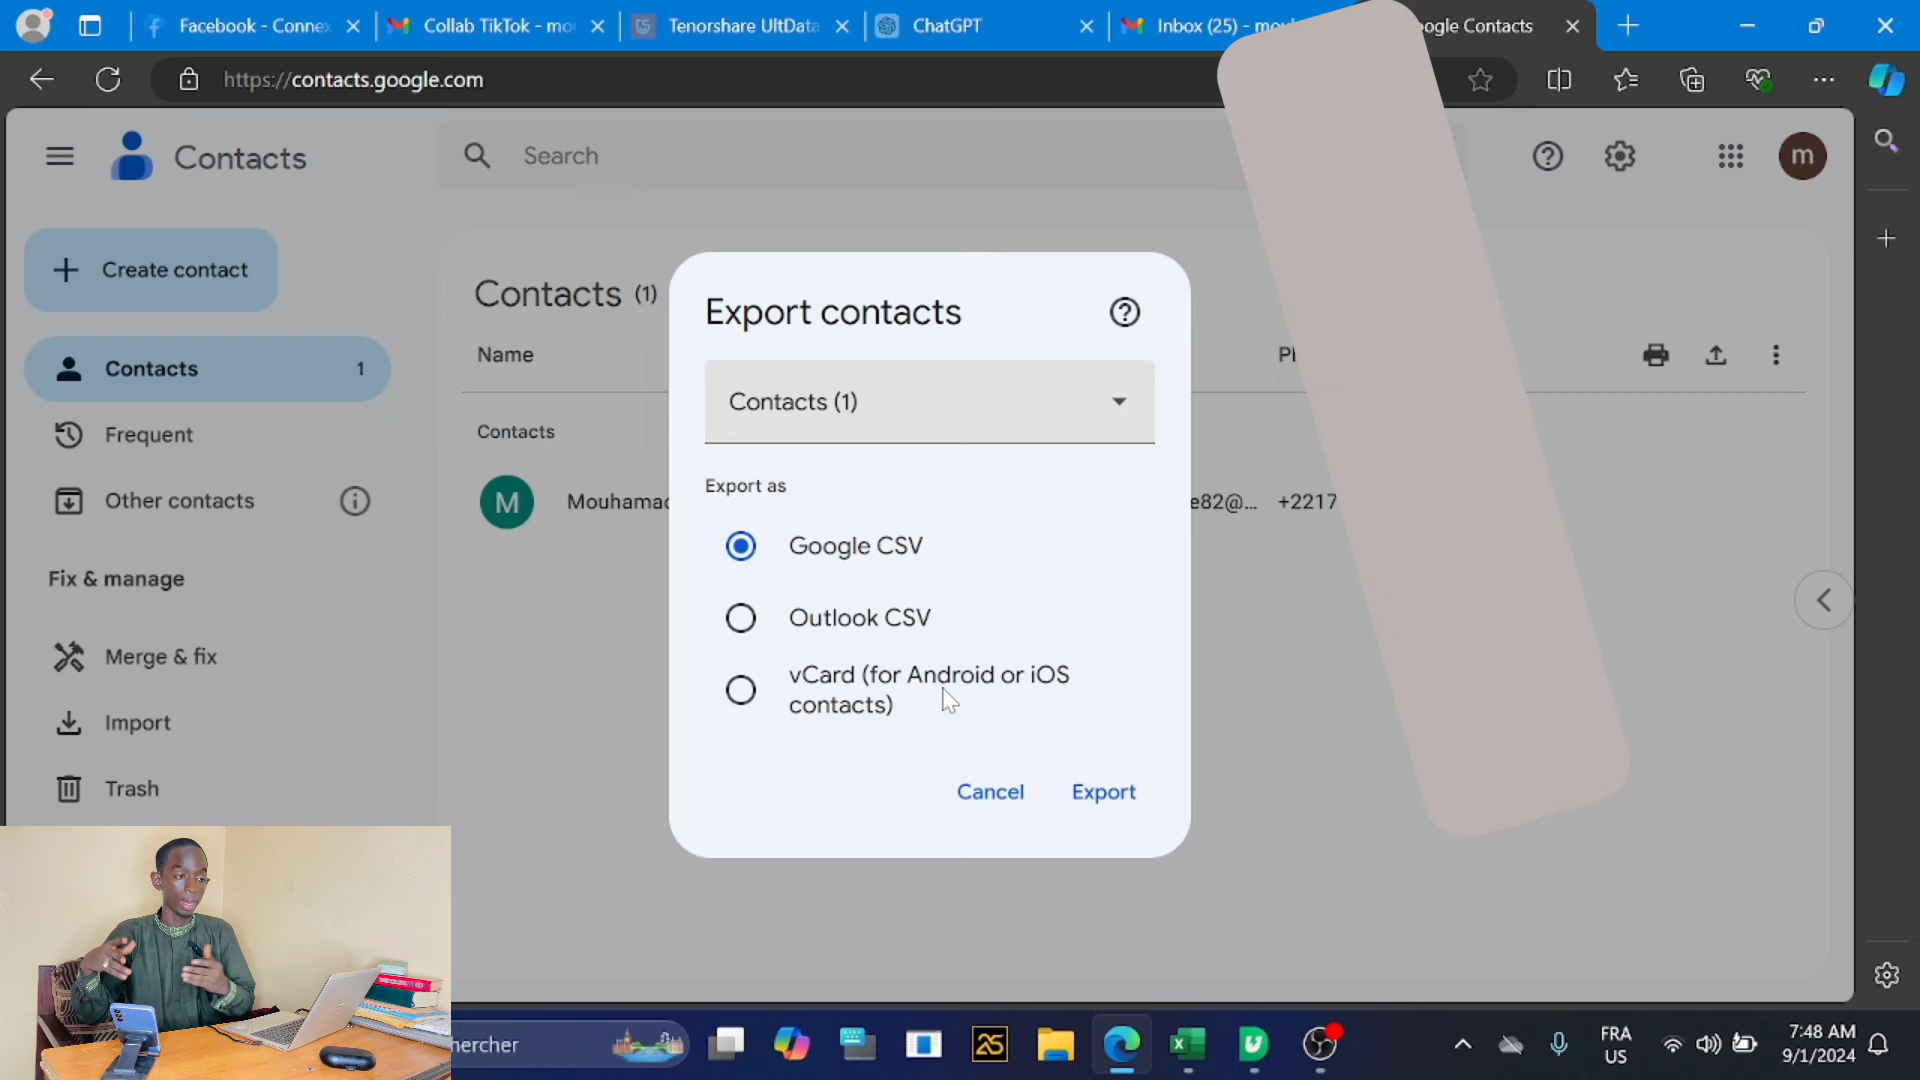 Facebook - Connex
Collab TikTok - mo
Tenorshare UltData
ChatGPT
Inbox (25) - mo
ogle Contacts
https://contacts.google.com
Contacts
Search
m
Create contact
Contacts 1
Frequent
Other contacts
Fix & manage
Merge & fix
Import
Trash
Contacts (1)
Name
Contacts
M
Mouhamad
e82@... +2217
Export contacts
Contacts (1)
Export as
Google CSV
Outlook CSV
vCard (for Android or iOS
contacts)
Cancel Export
hercher
25
FRA
US
7:48 AM
9/1/2024